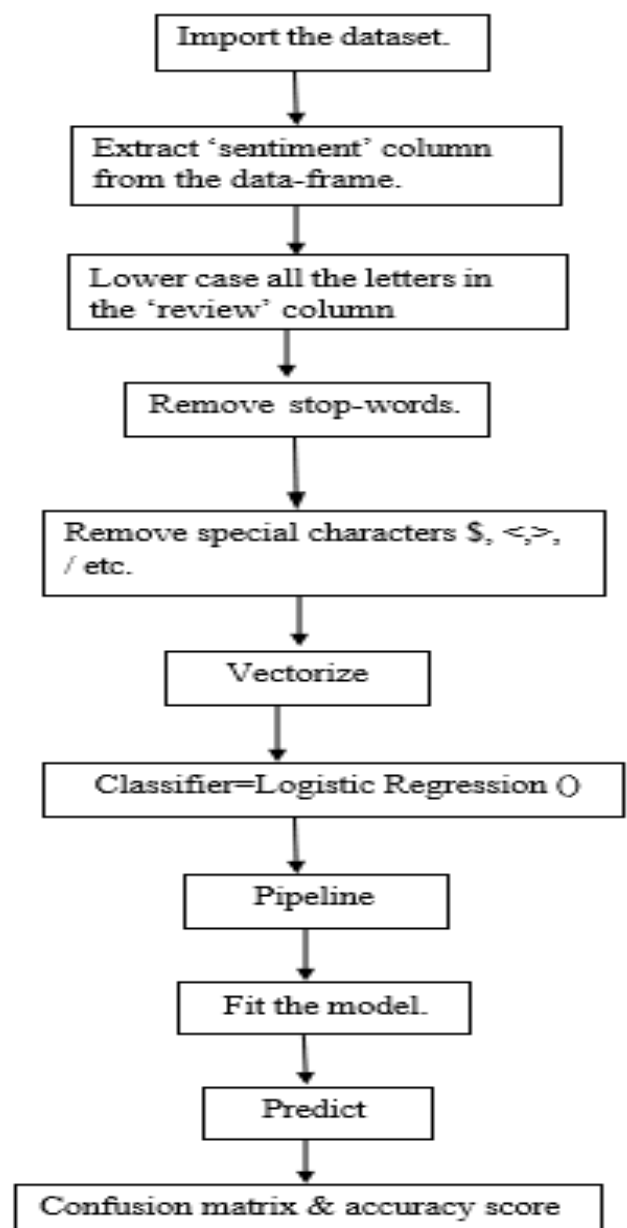 Import the dataset.
Extract ‘sentiment’ column
from the data-frame.
Lower case all the letters in
the ‘review’ column
Remove stop-words.
Remove special characters $, <,>,
/ etc.
Vectorize
Classifier=Logistic Regression ()
Pipeline
Fit the model.
Predict
Confusion matrix & accuracy score